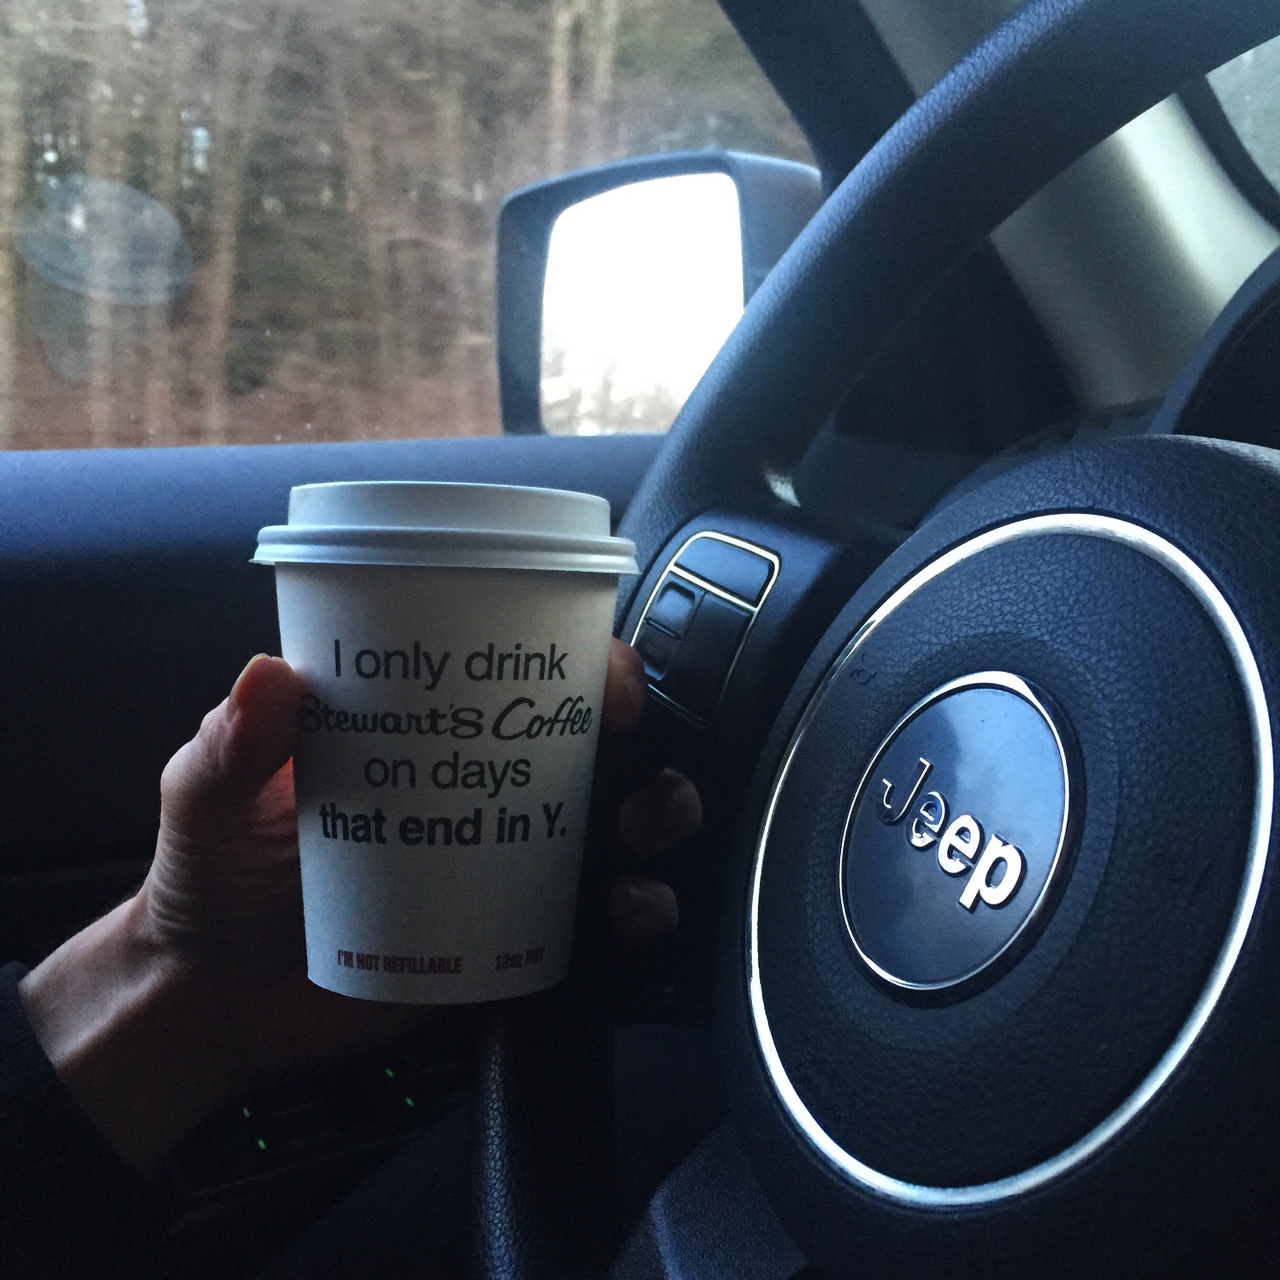 I only drink
Stewart's Coffee
on days
that end in Y.
I'M NOT REFILLABLE 12oz HOT
Jeep